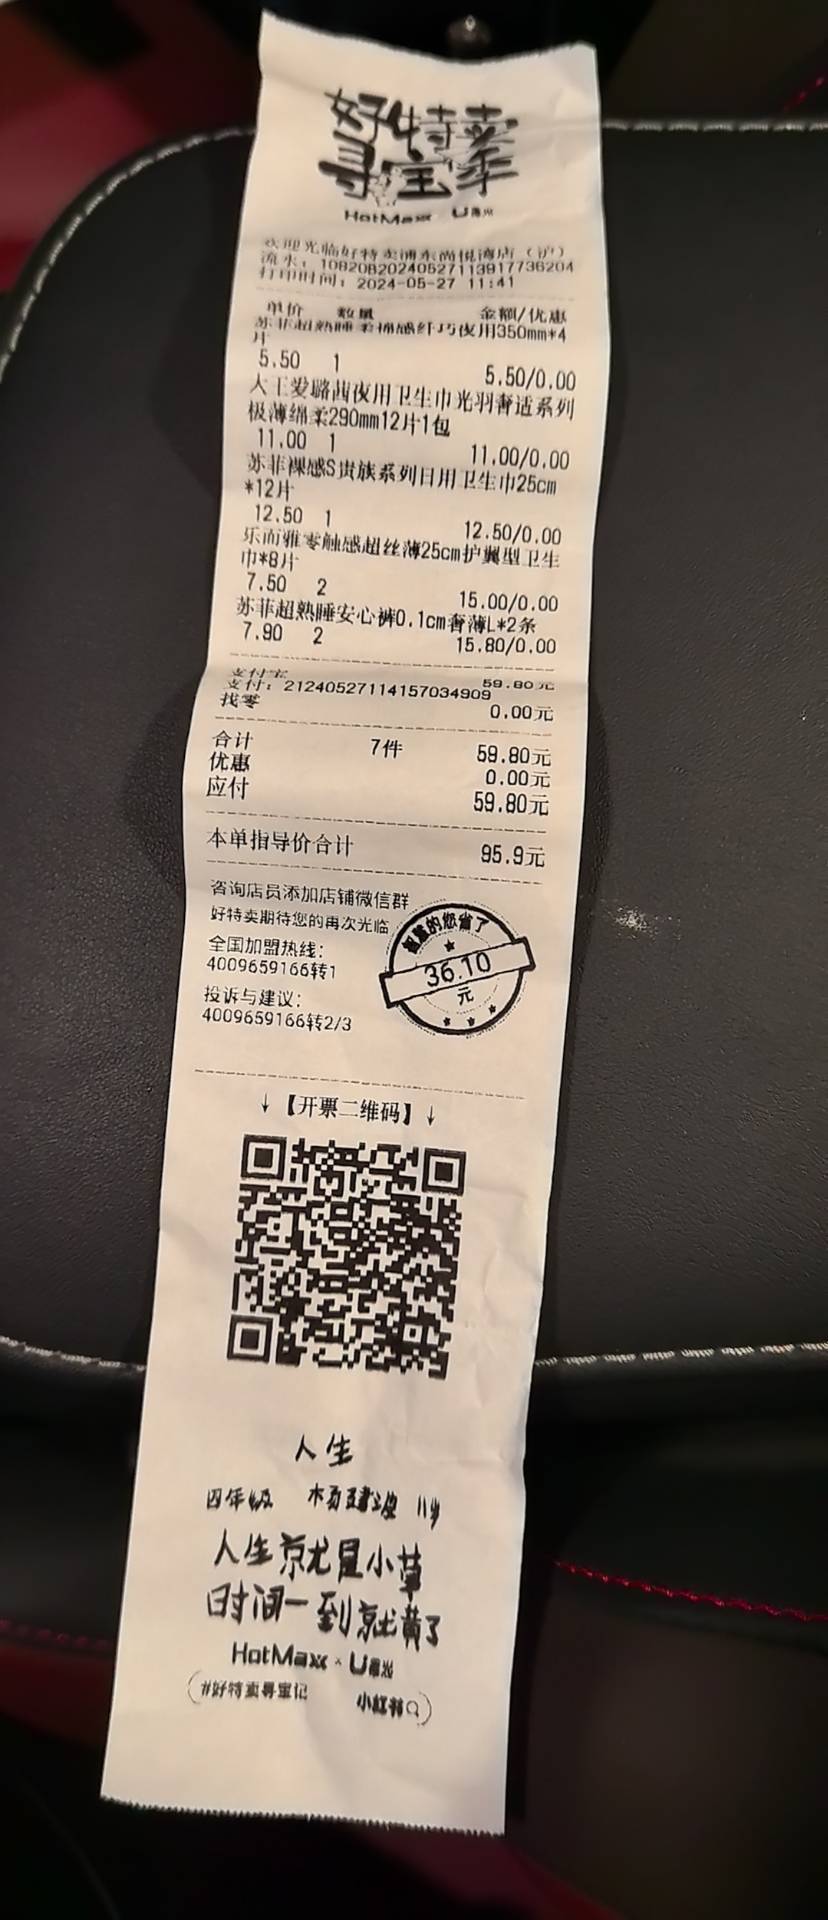 好特卖
寻宝季
HotMaxx × U
欢迎光临好特卖浦东尚悦湾店（沪）
流水：10820B20240527113917736204
打印时间：2024-05-27 11:41
单价 数量 金额/优惠
苏菲超熟睡柔棉感纤巧夜用350mm*4
片
5.50 1 5.50/0.00
大王爱璐茜夜用卫生巾光羽奢适系列
极薄绵柔290mm12片1包
11.00 1 11.00/0.00
苏菲裸感S贵族系列日用卫生巾25cm
*12片
12.50 1 12.50/0.00
乐而雅零触感超丝薄25cm护翼型卫生
巾*8片
7.50 2 15.00/0.00
苏菲超熟睡安心裤0.1cm奢薄L*2条
7.90 2 15.80/0.00
支付宝 59.80元
支付：21240527114157034909
找零 0.00元
合计 7件 59.80元
优惠 0.00元
应付 59.80元
本单指导价合计 95.9元
咨询店员添加店铺微信群
好特卖期待您的再次光临
全国加盟热线：
4009659166转1
投诉与建议：
4009659166转2/3
智慧的您省了
36.10
元
↓【开票二维码】↓
人生
四年级 杨建波 11岁
人生就是小草
时间一到就黄了
HotMaxx × U
#好特卖寻宝记 小红书